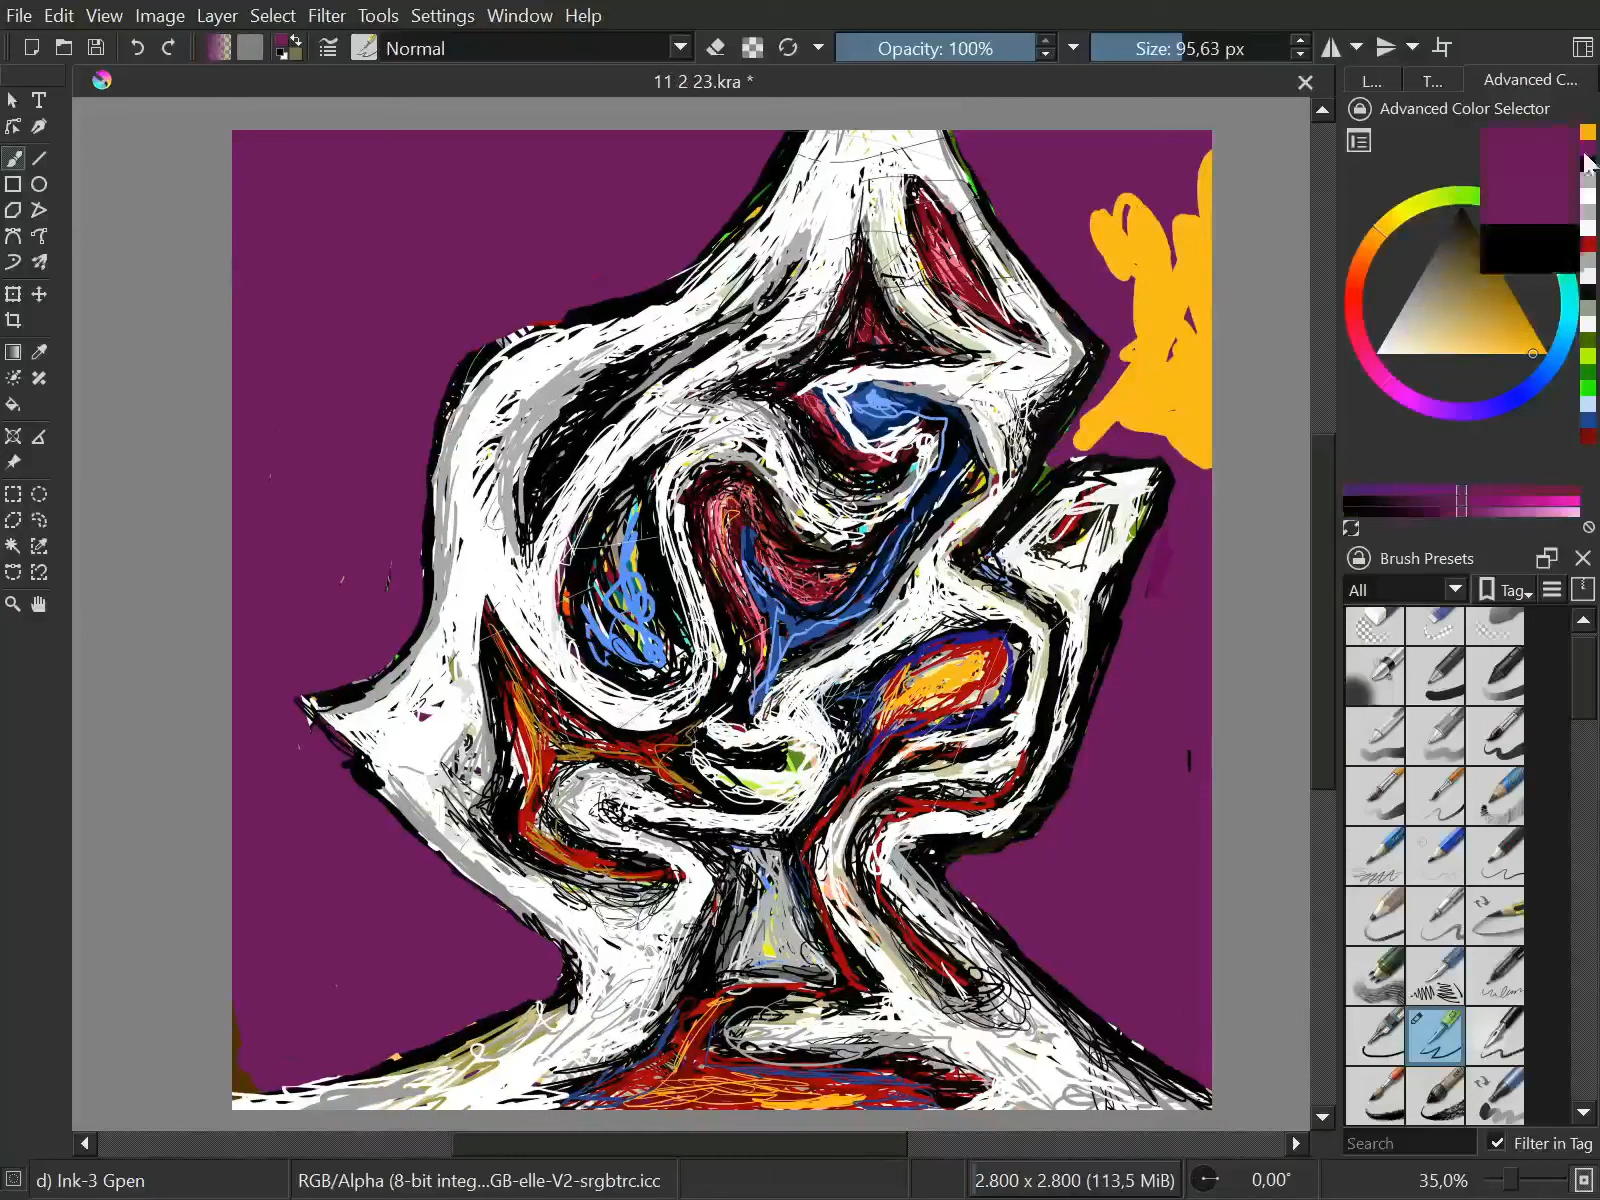 File Edit View Image Layer Select Filter Tools Settings Window Help
Normal Opacity: 100% Size: 95,63 px
11 2 23.kra *
L... T... Advanced C...
Advanced Color Selector
Brush Presets
All Tag
Search Filter in Tag
d) Ink-3 Gpen RGB/Alpha (8-bit integ...GB-elle-V2-srgbtrc.icc 2.800 x 2.800 (113,5 MiB) 0,00° 35,0%